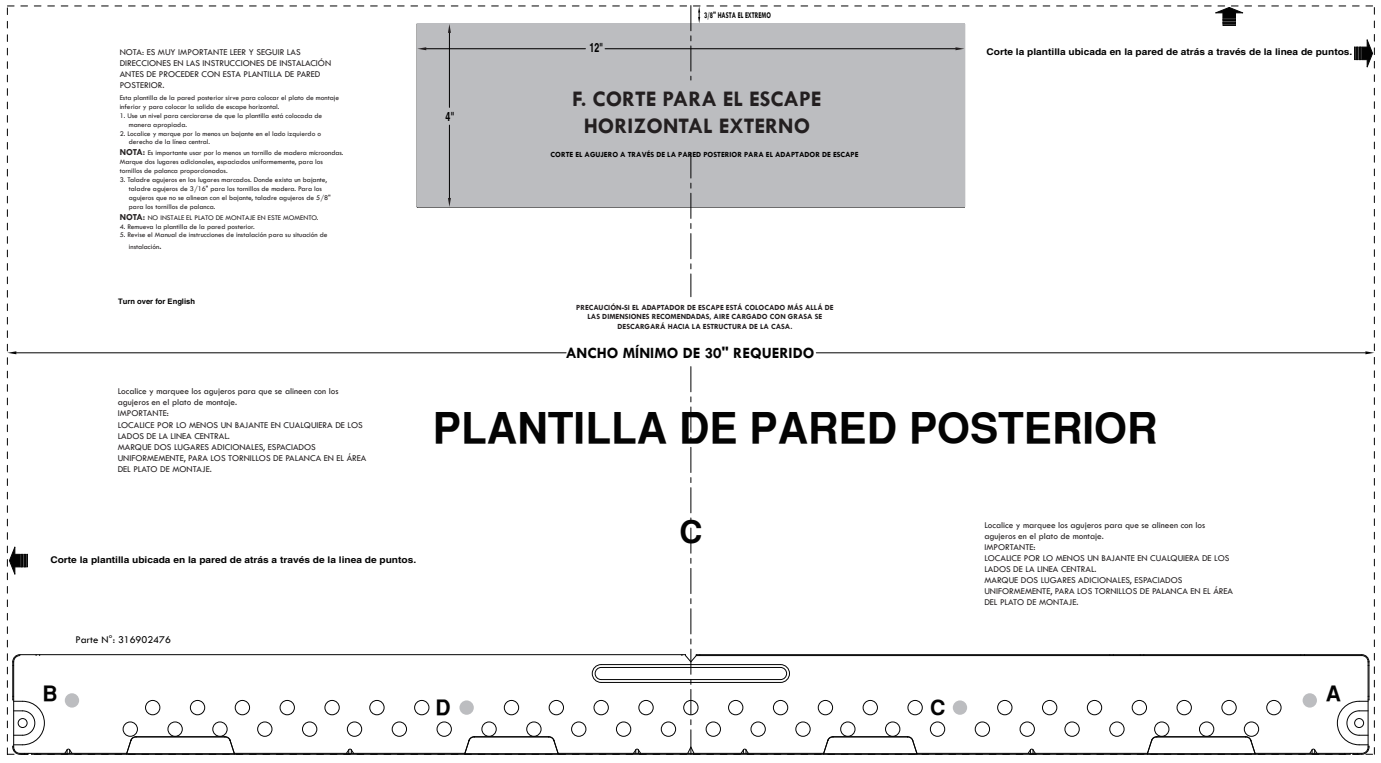 3/8" HASTA EL EXTREMO
12"
4"
F. CORTE PARA EL ESCAPE
HORIZONTAL EXTERNO
CORTE EL AGUJERO A TRAVÉS DE LA PARED POSTERIOR PARA EL ADAPTADOR DE ESCAPE
Corte la plantilla ubicada en la pared de atrás a través de la linea de puntos.
NOTA: ES MUY IMPORTANTE LEER Y SEGUIR LAS
DIRECCIONES EN LAS INSTRUCCIONES DE INSTALACIÓN
ANTES DE PROCEDER CON ESTA PLANTILLA DE PARED
POSTERIOR.
Esta plantilla de la pared posterior sirve para colocar el plato de montaje
inferior y para colocar la salida de escape horizontal.
1. Use un nivel para cerciorarse de que la plantilla está colocada de
manera apropiada.
2. Localice y marque por lo menos un bajante en el lado izquierdo o
derecho de la línea central.
NOTA: Es importante usar por lo menos un tornillo de madera microondas.
Marque dos lugares adicionales, espaciados uniformemente, para los
tornillos de palanca proporcionados.
3. Taladre agujeros en los lugares marcados. Donde exista un bajante,
taladre agujeros de 3/16" para los tornillos de madera. Para los
agujeros que no se alinean con el bajante, taladre agujeros de 5/8"
para los tornillos de palanca.
NOTA: NO INSTALE EL PLATO DE MONTAJE EN ESTE MOMENTO.
4. Remueva la plantilla de la pared posterior.
5. Revise el Manual de instrucciones de instalación para su situación de
instalación.
Turn over for English
PRECAUCIÓN-SI EL ADAPTADOR DE ESCAPE ESTÁ COLOCADO MÁS ALLÁ DE
LAS DIMENSIONES RECOMENDADAS, AIRE CARGADO CON GRASA SE
DESCARGARÁ HACIA LA ESTRUCTURA DE LA CASA.
ANCHO MÍNIMO DE 30" REQUERIDO
Localice y marquee los agujeros para que se alineen con los
agujeros en el plato de montaje.
IMPORTANTE:
LOCALICE POR LO MENOS UN BAJANTE EN CUALQUIERA DE LOS
LADOS DE LA LINEA CENTRAL.
MARQUE DOS LUGARES ADICIONALES, ESPACIADOS
UNIFORMEMENTE, PARA LOS TORNILLOS DE PALANCA EN EL ÁREA
DEL PLATO DE MONTAJE.
PLANTILLA DE PARED POSTERIOR
C
Localice y marquee los agujeros para que se alineen con los
agujeros en el plato de montaje.
IMPORTANTE:
LOCALICE POR LO MENOS UN BAJANTE EN CUALQUIERA DE LOS
LADOS DE LA LINEA CENTRAL.
MARQUE DOS LUGARES ADICIONALES, ESPACIADOS
UNIFORMEMENTE, PARA LOS TORNILLOS DE PALANCA EN EL ÁREA
DEL PLATO DE MONTAJE.
Corte la plantilla ubicada en la pared de atrás a través de la linea de puntos.
Parte N°: 316902476
B
D
C
A